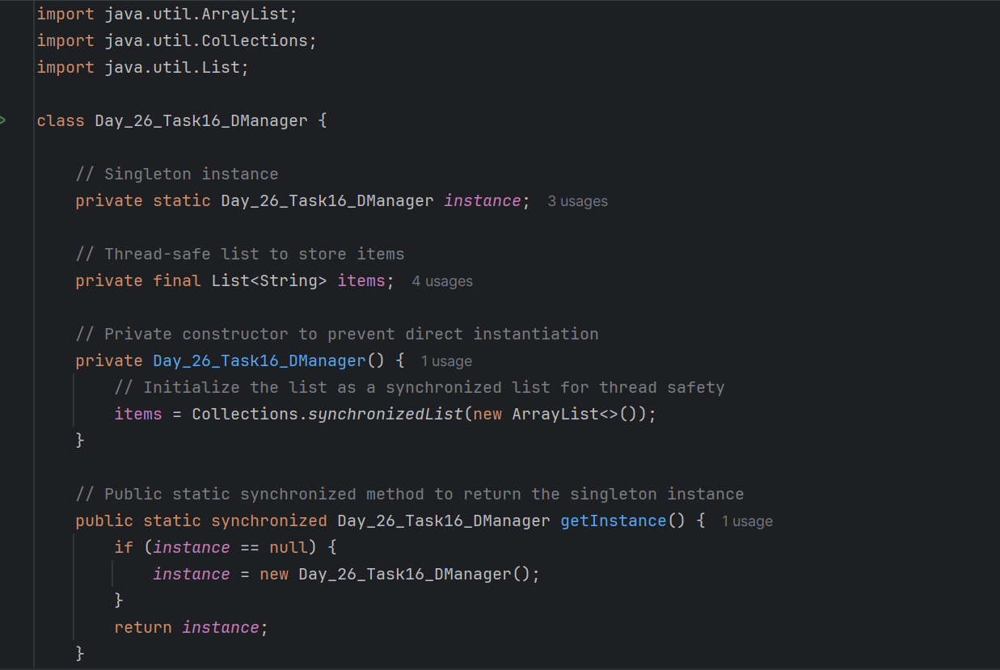 import java.util.ArrayList;
import java.util.Collections;
import java.util.List;
class Day_26_Task16_DManager {
// Singleton instance
private static Day_26_Task16_DManager instance; 3 usages
// Thread-safe list to store items
private final List<String> items; 4 usages
// Private constructor to prevent direct instantiation
private Day_26_Task16_DManager() { 1 usage
// Initialize the list as a synchronized list for thread safety
items = Collections.synchronizedList(new ArrayList<>());
}
// Public static synchronized method to return the singleton instance
public static synchronized Day_26_Task16_DManager getInstance() { 1 usage
if (instance == null) {
instance = new Day_26_Task16_DManager();
}
return instance;
}